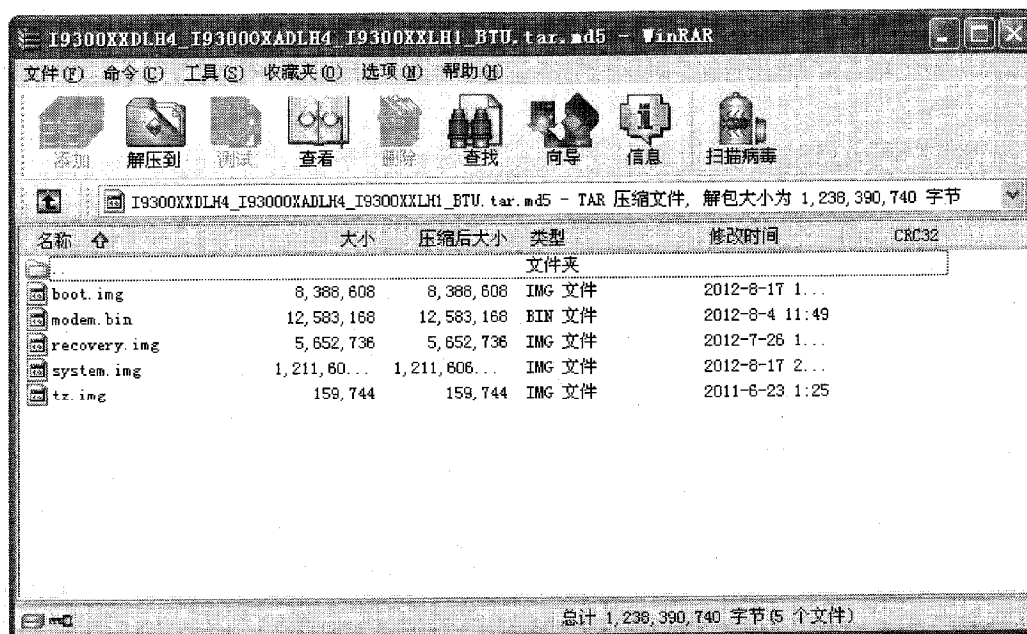 I9300XXDLH4_I9300OXADLH4_I9300XXLH1_BTU.tar.md5 - WinRAR
文件(F) 命令(C) 工具(S) 收藏夹(O) 选项(N) 帮助(H)
添加 解压到 测试 查看 删除 查找 向导 信息 扫描病毒
I9300XXDLH4_I9300OXADLH4_I9300XXLH1_BTU.tar.md5 - TAR 压缩文件, 解包大小为 1,238,390,740 字节
名称 大小 压缩后大小 类型 修改时间 CRC32
.. 文件夹
boot.img 8,388,608 8,388,608 IMG 文件 2012-8-17 1...
modem.bin 12,583,168 12,583,168 BIN 文件 2012-8-4 11:49
recovery.img 5,652,736 5,652,736 IMG 文件 2012-7-26 1...
system.img 1,211,60... 1,211,606... IMG 文件 2012-8-17 2...
tz.img 159,744 159,744 IMG 文件 2011-6-23 1:25
总计 1,238,390,740 字节(5 个文件)